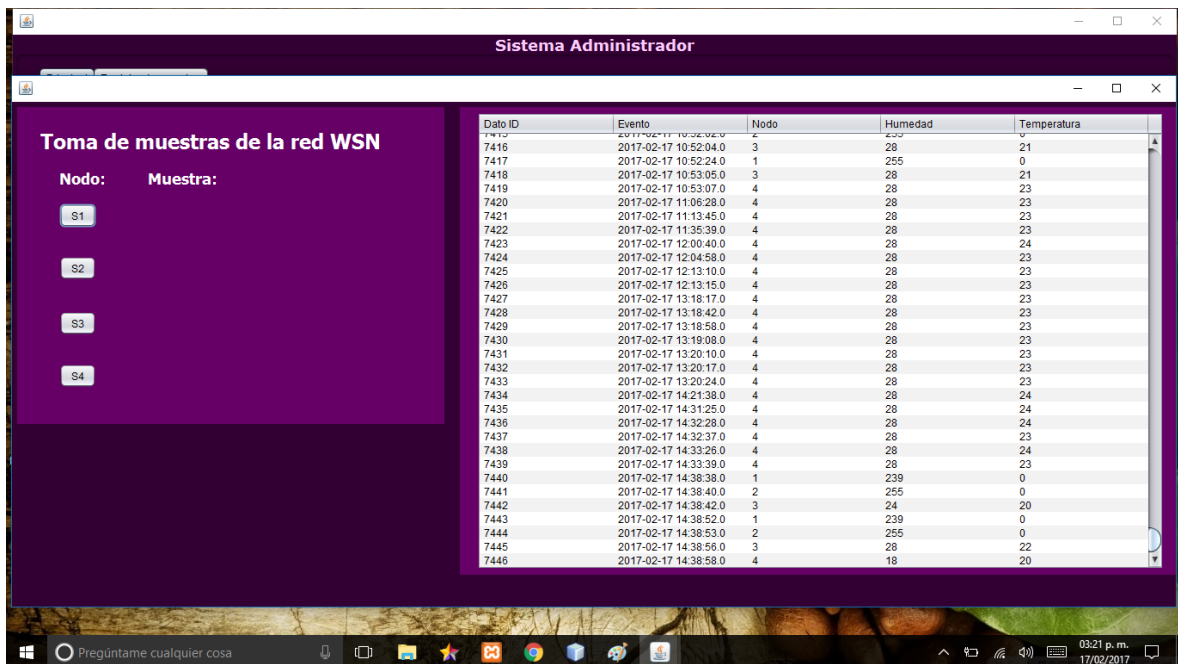 Sistema Administrador
Toma de muestras de la red WSN
Nodo: Muestra:
S1
S2
S3
S4
Dato ID Evento Nodo Humedad Temperatura
7415 2017-02-17 10:52:02.0 2 255 0
7416 2017-02-17 10:52:04.0 3 28 21
7417 2017-02-17 10:52:24.0 1 255 0
7418 2017-02-17 10:53:05.0 3 28 21
7419 2017-02-17 10:53:07.0 4 28 23
7420 2017-02-17 11:06:28.0 4 28 23
7421 2017-02-17 11:13:45.0 4 28 23
7422 2017-02-17 11:35:39.0 4 28 23
7423 2017-02-17 12:00:40.0 4 28 24
7424 2017-02-17 12:04:58.0 4 28 23
7425 2017-02-17 12:13:10.0 4 28 23
7426 2017-02-17 12:13:15.0 4 28 23
7427 2017-02-17 13:18:17.0 4 28 23
7428 2017-02-17 13:18:42.0 4 28 23
7429 2017-02-17 13:18:58.0 4 28 23
7430 2017-02-17 13:19:08.0 4 28 23
7431 2017-02-17 13:20:10.0 4 28 23
7432 2017-02-17 13:20:17.0 4 28 23
7433 2017-02-17 13:20:24.0 4 28 23
7434 2017-02-17 14:21:38.0 4 28 24
7435 2017-02-17 14:31:25.0 4 28 24
7436 2017-02-17 14:32:28.0 4 28 24
7437 2017-02-17 14:32:37.0 4 28 23
7438 2017-02-17 14:33:26.0 4 28 24
7439 2017-02-17 14:33:39.0 4 28 23
7440 2017-02-17 14:38:38.0 1 239 0
7441 2017-02-17 14:38:40.0 2 255 0
7442 2017-02-17 14:38:42.0 3 24 20
7443 2017-02-17 14:38:52.0 1 239 0
7444 2017-02-17 14:38:53.0 2 255 0
7445 2017-02-17 14:38:56.0 3 28 22
7446 2017-02-17 14:38:58.0 4 18 20
Pregúntame cualquier cosa
03:21 p. m.
17/02/2017